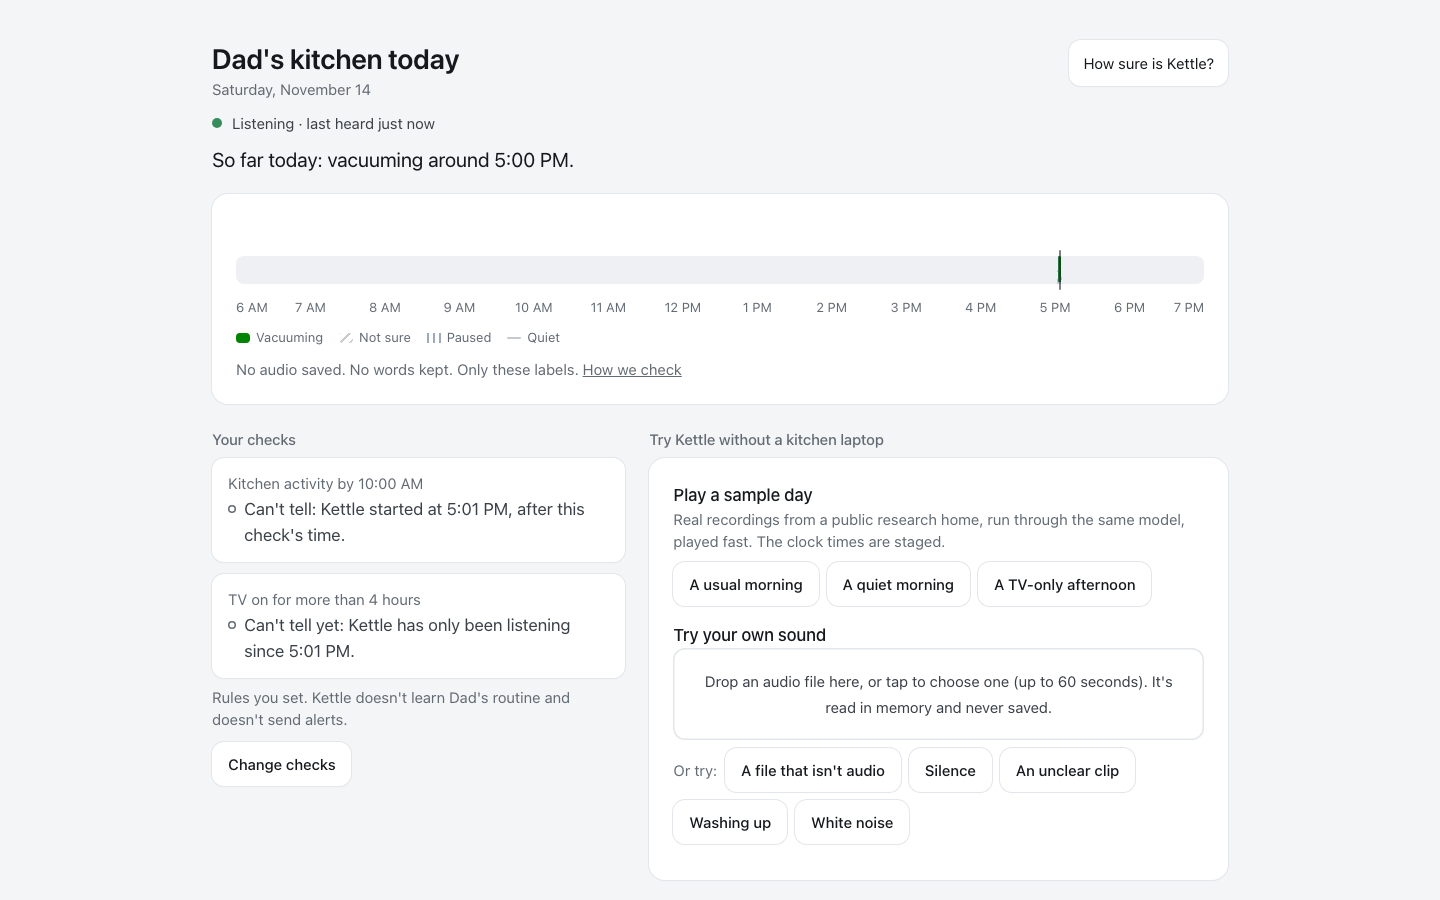 Dad's kitchen today
How sure is Kettle?
Saturday, November 14
Listening · last heard just now
So far today: vacuuming around 5:00 PM.
6 AM 7 AM 8 AM 9 AM 10 AM 11 AM 12 PM 1 PM 2 PM 3 PM 4 PM 5 PM 6 PM 7 PM
Vacuuming Not sure Paused Quiet
No audio saved. No words kept. Only these labels. How we check
Your checks
Kitchen activity by 10:00 AM
Can't tell: Kettle started at 5:01 PM, after this
check's time.
TV on for more than 4 hours
Can't tell yet: Kettle has only been listening
since 5:01 PM.
Rules you set. Kettle doesn't learn Dad's routine and
doesn't send alerts.
Change checks
Try Kettle without a kitchen laptop
Play a sample day
Real recordings from a public research home, run through the same model,
played fast. The clock times are staged.
A usual morning A quiet morning A TV-only afternoon
Try your own sound
Drop an audio file here, or tap to choose one (up to 60 seconds). It's
read in memory and never saved.
Or try: A file that isn't audio Silence An unclear clip
Washing up White noise